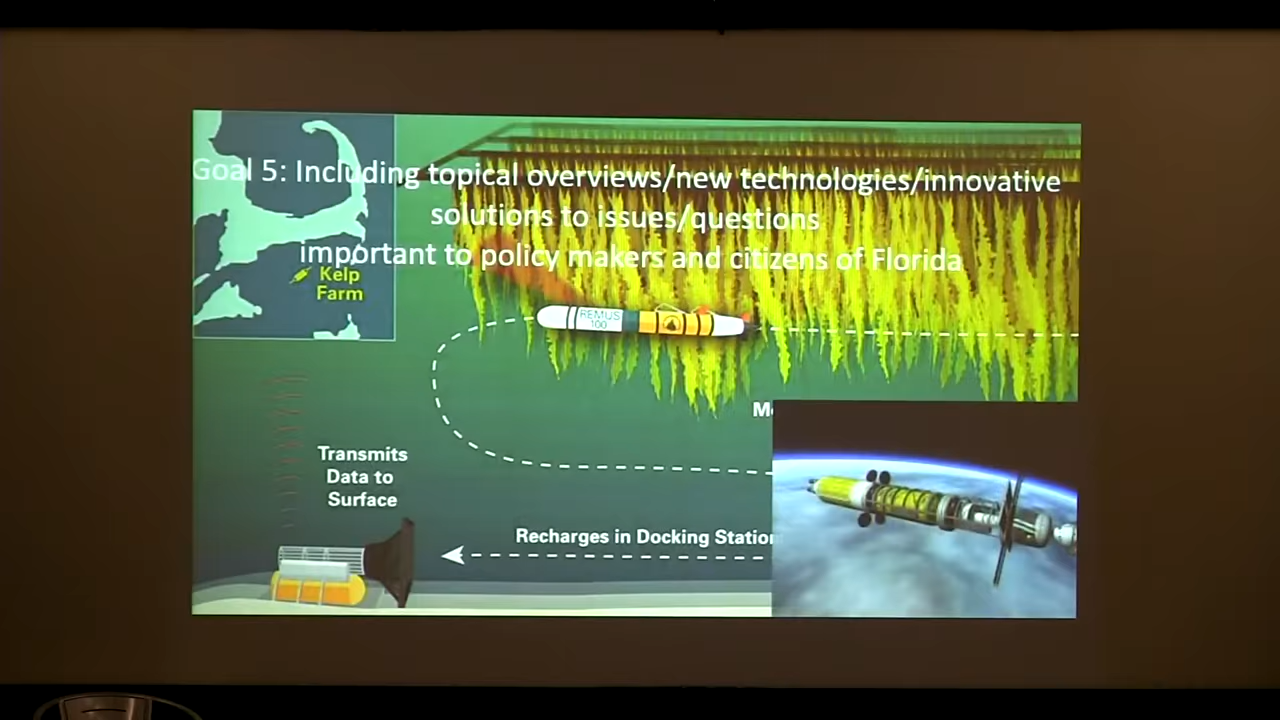 Goal 5: Including topical overviews/new technologies/innovative
solutions to issues/questions
important to policy makers and citizens of Florida
Kelp
Farm
REMUS
100
Transmits
Data to
Surface
Recharges in Docking Station